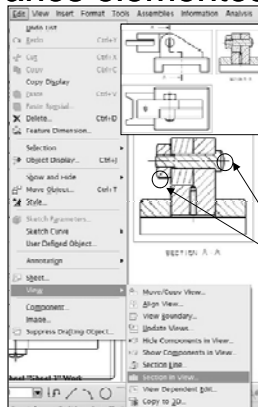 Edit View Insert Format Tools Assemblies Information Analysis
Undo List
Redo Ctrl+Y
Cut Ctrl+X
Copy Ctrl+C
Copy Display
Paste Ctrl+V
Paste Special...
Delete... Ctrl+D
Feature Dimension...
Selection
Object Display... Ctrl+J
Show and Hide
Move Object... Ctrl+T
Style...
Sketch Parameters...
Sketch Curve
User Defined Object...
Annotation
Sheet...
View
Component...
Image...
Suppress Drafting Object...
SECTION A-A
Move/Copy View...
Align View...
View Boundary...
Update Views...
Hide Components in View...
Show Components in View...
Section Line...
Section in View...
View Dependent Edit...
Copy to 3D...
"Sheet 1" Work